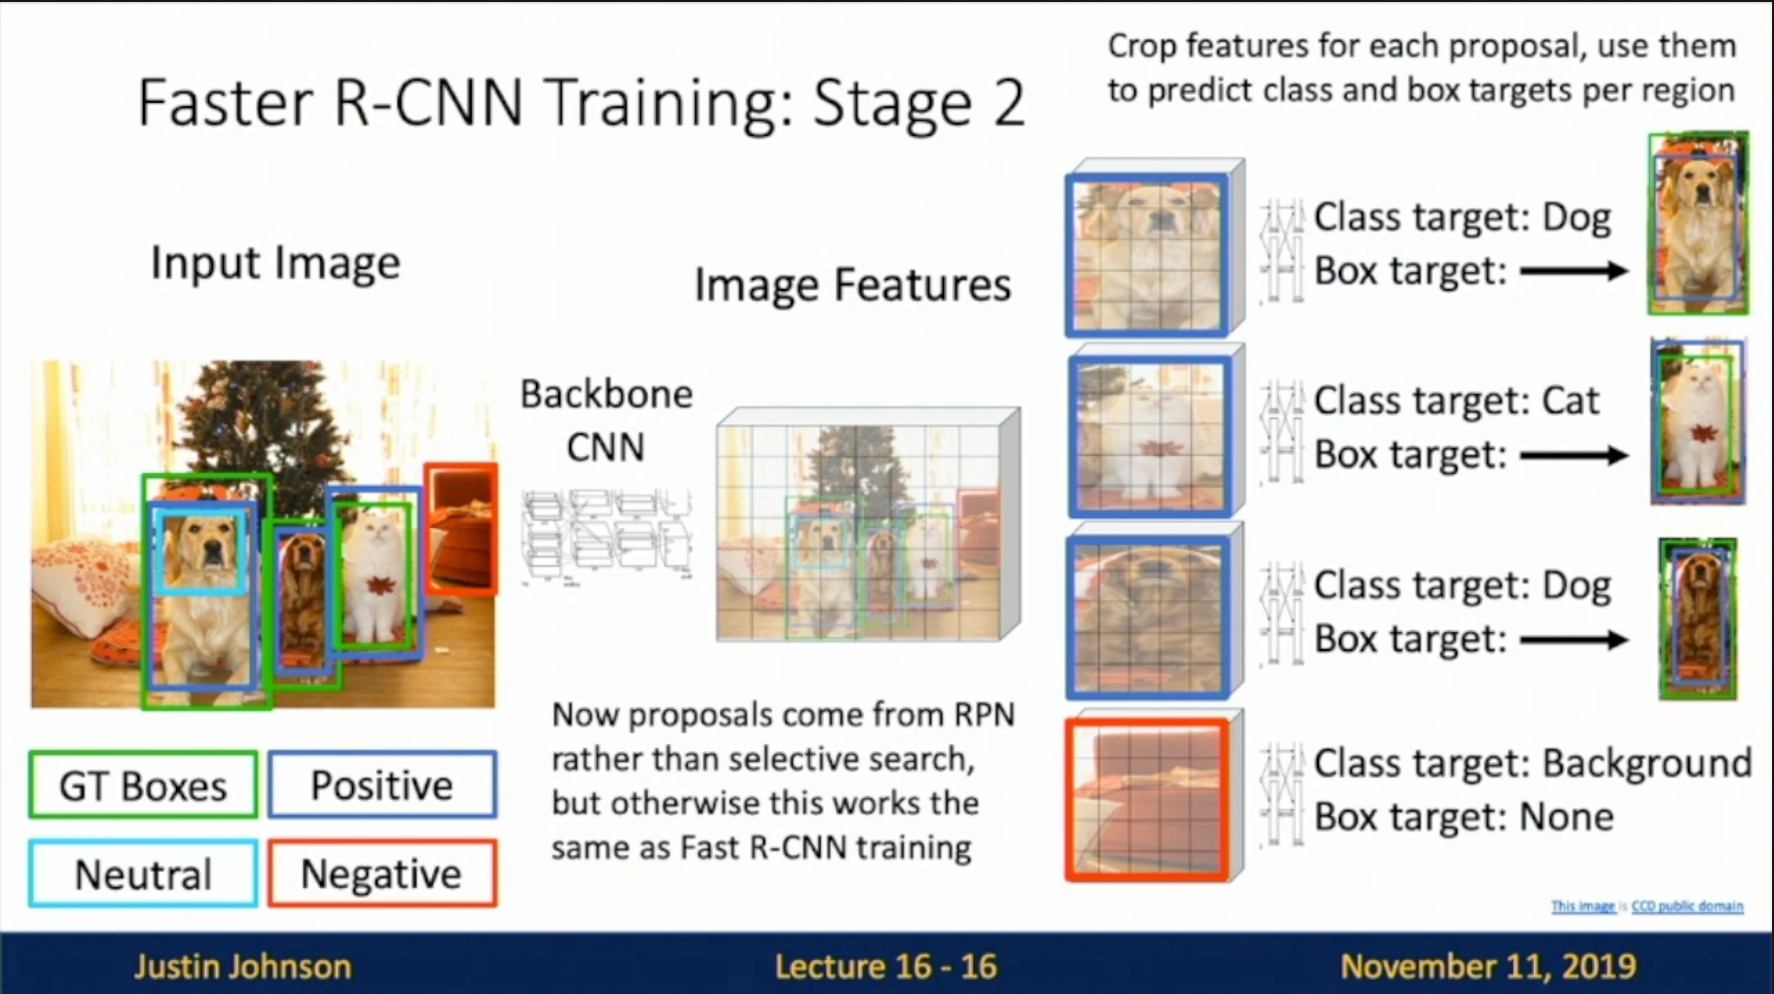 Crop features for each proposal, use them
to predict class and box targets per region
Faster R-CNN Training: Stage 2
Input Image
Image Features
Backbone
CNN
Class target: Dog
Box target:
Class target: Cat
Box target:
Class target: Dog
Box target:
Class target: Background
Box target: None
Now proposals come from RPN
rather than selective search,
but otherwise this works the
same as Fast R-CNN training
GT Boxes
Positive
Neutral
Negative
This image is CC0 public domain
Justin Johnson
Lecture 16 - 16
November 11, 2019